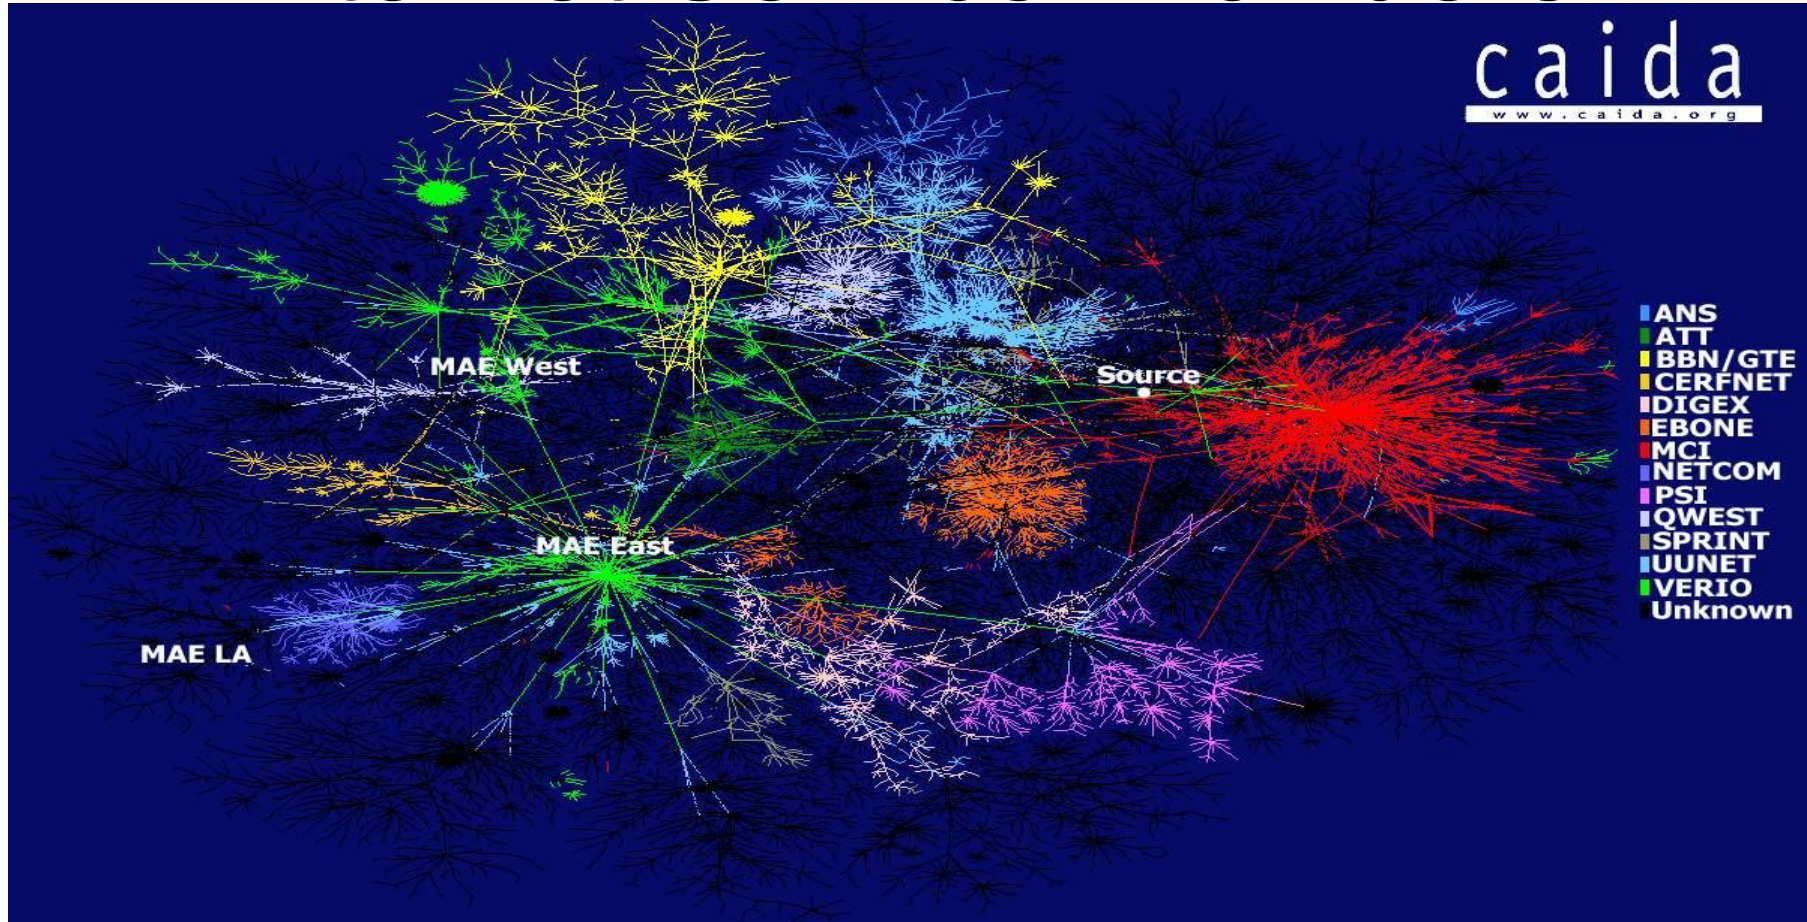 caida
www.caida.org
MAE West
Source
MAE East
MAE LA
ANS
ATT
BBN/GTE
CERFNET
DIGEX
EBONE
MCI
NETCOM
PSI
QWEST
SPRINT
UUNET
VERIO
Unknown